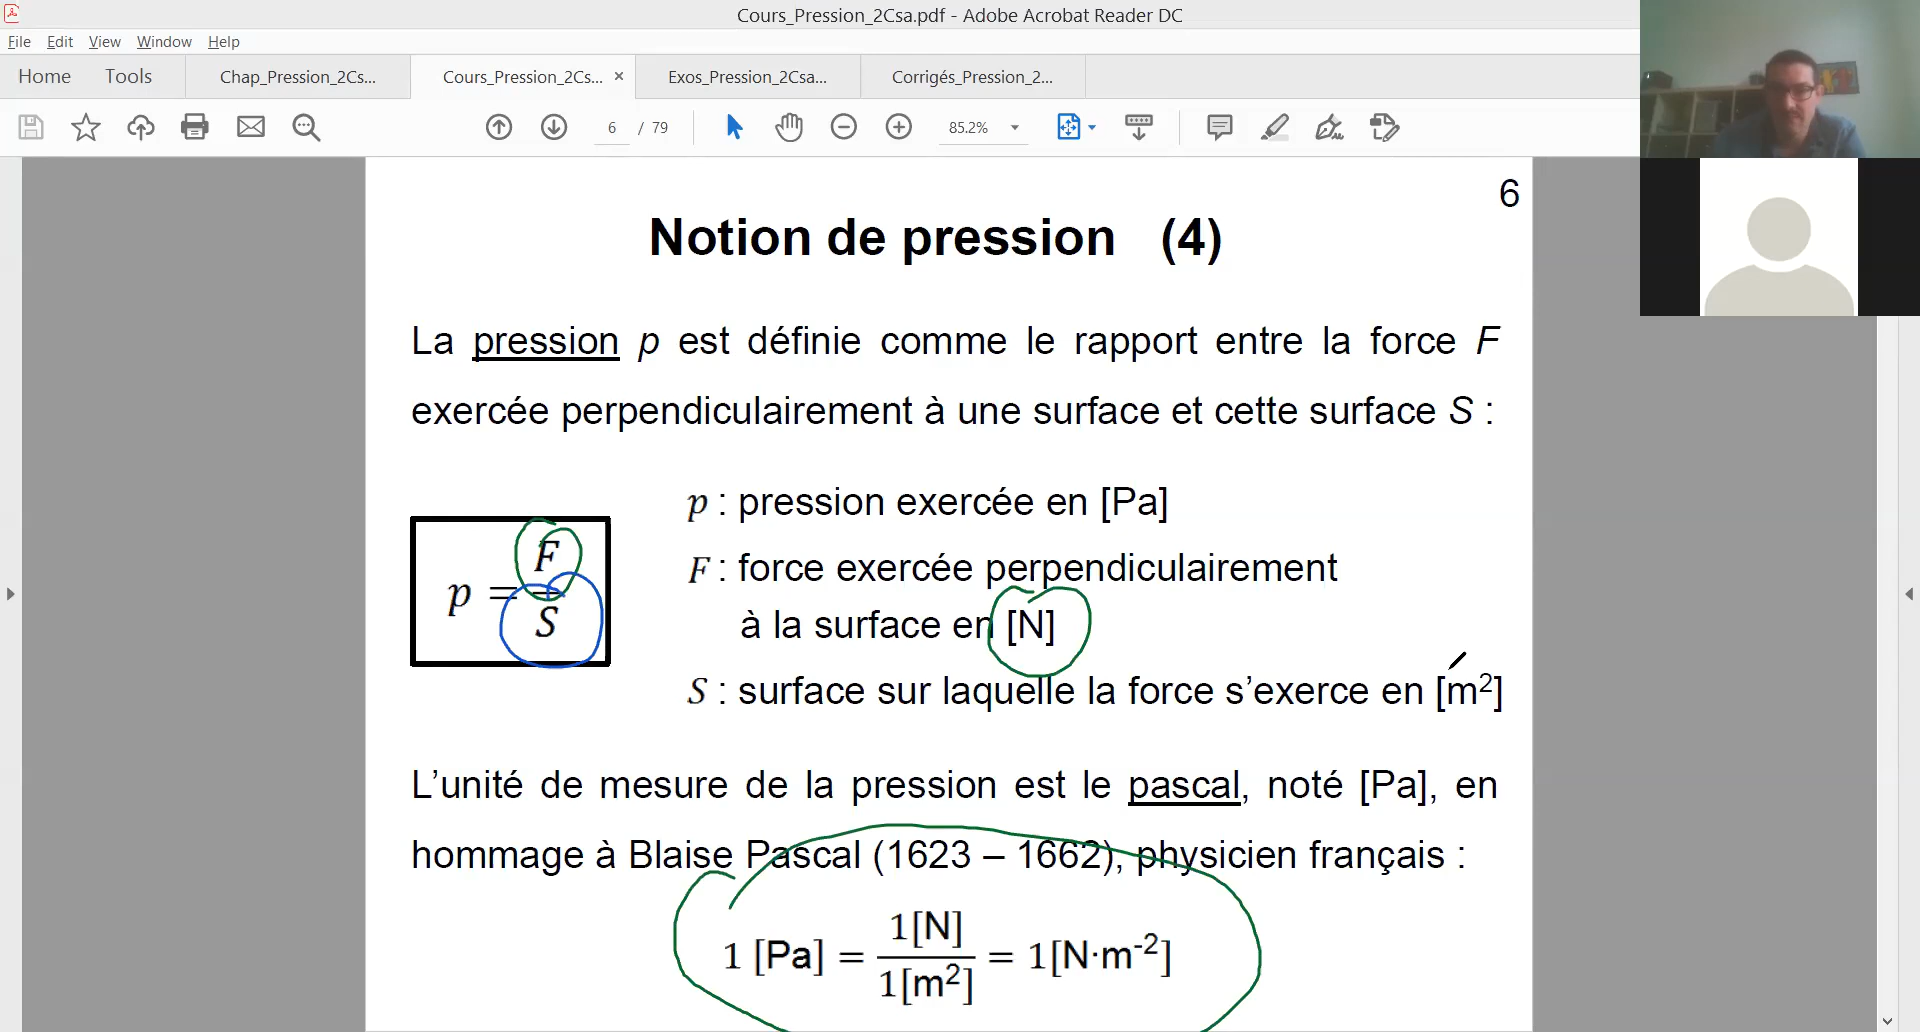 Cours_Pression_2Csa.pdf - Adobe Acrobat Reader DC
File Edit View Window Help
Home Tools Chap_Pression_2Cs... Cours_Pression_2Cs... × Exos_Pression_2Csa... Corrigés_Pression_2...
6 / 79 85.2%
6
Notion de pression (4)
La pression p est définie comme le rapport entre la force F
exercée perpendiculairement à une surface et cette surface S :
p = F/S
p : pression exercée en [Pa]
F : force exercée perpendiculairement
à la surface en [N]
S : surface sur laquelle la force s’exerce en [m²]
L’unité de mesure de la pression est le pascal, noté [Pa], en
hommage à Blaise Pascal (1623 – 1662), physicien français :
1 [Pa] = 1[N]/1[m²] = 1[N·m⁻²]